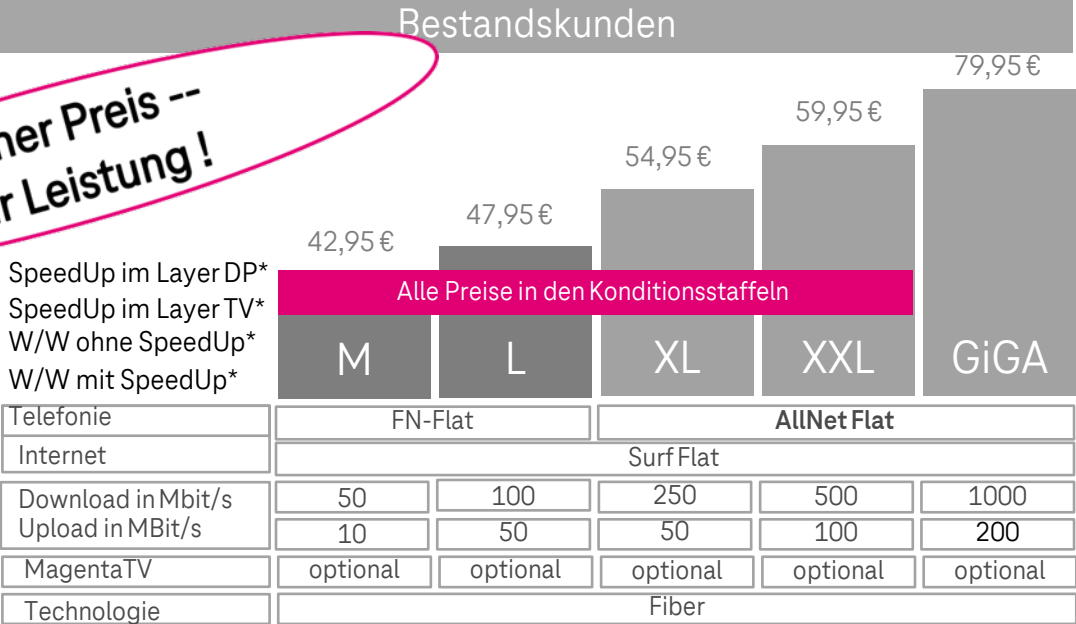 Bestandskunden
79,95 €
Preis --
Leistung !
59,95 €
54,95 €
47,95 €
42,95 €
SpeedUp im Layer DP*
SpeedUp im Layer TV*
W/W ohne SpeedUp*
W/W mit SpeedUp*
Alle Preise in den Konditionsstaffeln
M L XL XXL GiGA
Telefonie FN-Flat AllNet Flat
Internet Surf Flat
Download in Mbit/s 50 100 250 500 1000
Upload in MBit/s 10 50 50 100 200
MagentaTV optional optional optional optional optional
Technologie Fiber